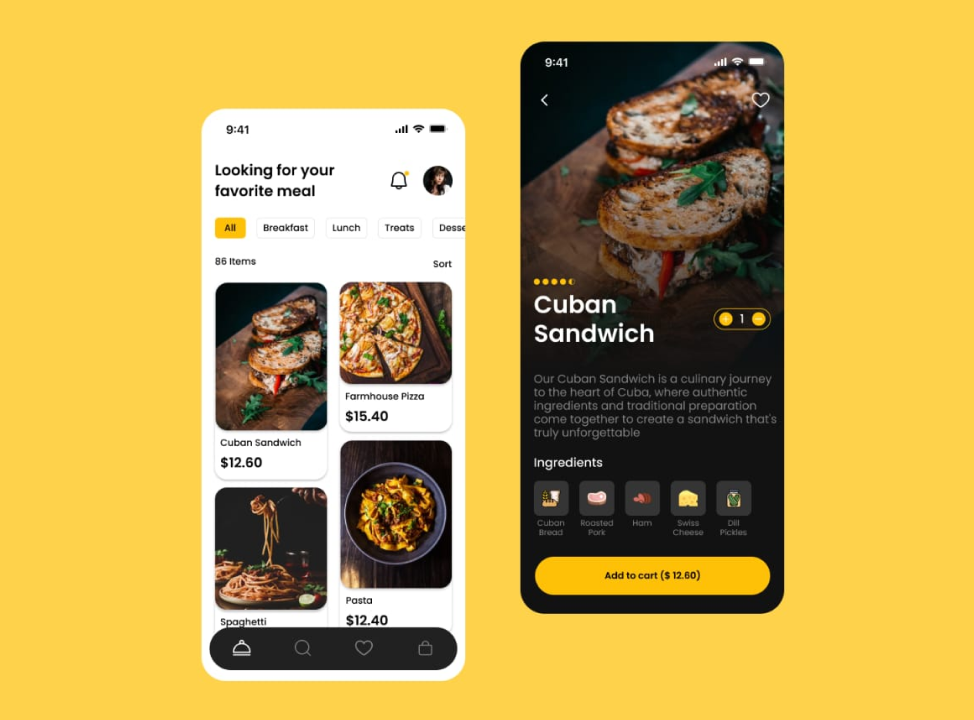 9:41
Looking for your
favorite meal
All
Breakfast
Lunch
Treats
Desse
86 Items
Sort
Cuban Sandwich
$12.60
Farmhouse Pizza
$15.40
Spaghetti
Pasta
$12.40
9:41
Cuban
Sandwich
1
Our Cuban Sandwich is a culinary journey
to the heart of Cuba, where authentic
ingredients and traditional preparation
come together to create a sandwich that's
truly unforgettable
Ingredients
Cuban
Bread
Roasted
Pork
Ham
Swiss
Cheese
Dill
Pickles
Add to cart ($ 12.60)